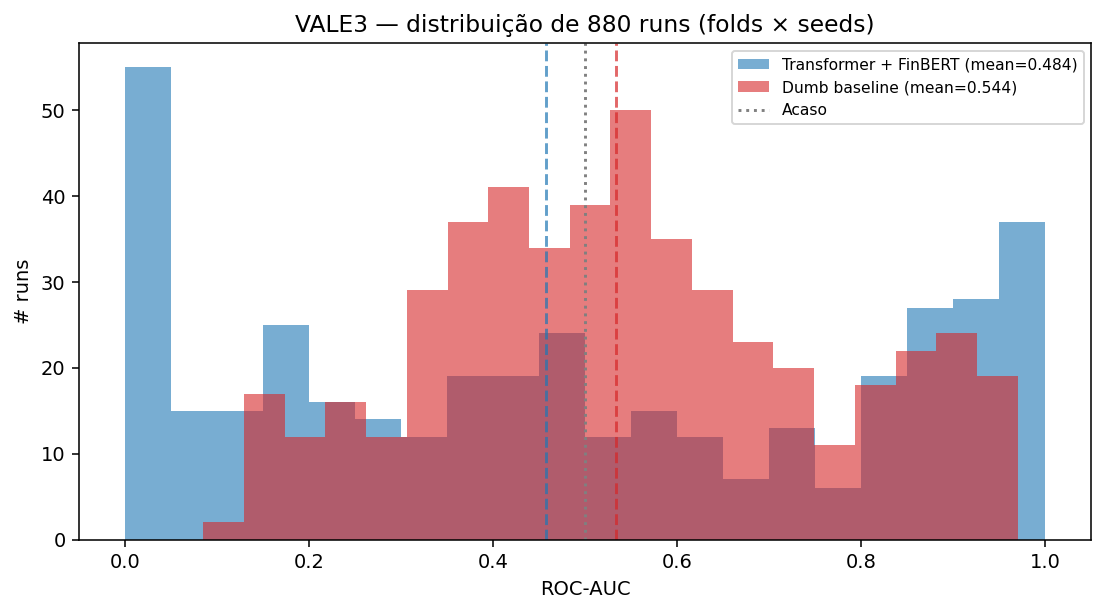 VALE3 — distribuição de 880 runs (folds × seeds)
Transformer + FinBERT (mean=0.484)
Dumb baseline (mean=0.544)
Acaso
# runs
50
40
30
20
10
0
0.0 0.2 0.4 0.6 0.8 1.0
ROC-AUC